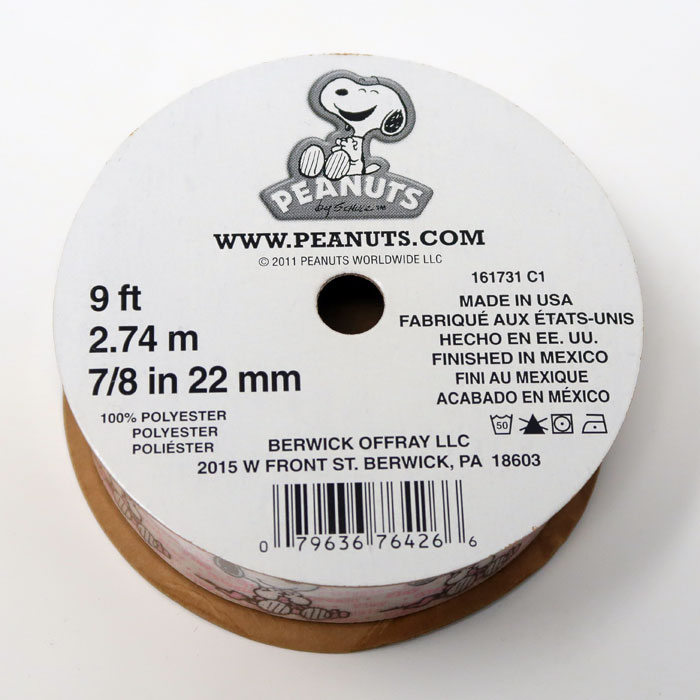 PEANUTS
by SCHULZ TM
WWW.PEANUTS.COM
© 2011 PEANUTS WORLDWIDE LLC
9 ft
2.74 m
7/8 in 22 mm
100% POLYESTER
POLYESTER
POLIÉSTER
161731 C1
MADE IN USA
FABRIQUÉ AUX ÉTATS-UNIS
HECHO EN EE. UU.
FINISHED IN MEXICO
FINI AU MEXIQUE
ACABADO EN MÉXICO
50
BERWICK OFFRAY LLC
2015 W FRONT ST. BERWICK, PA 18603
0 79636 76426 6